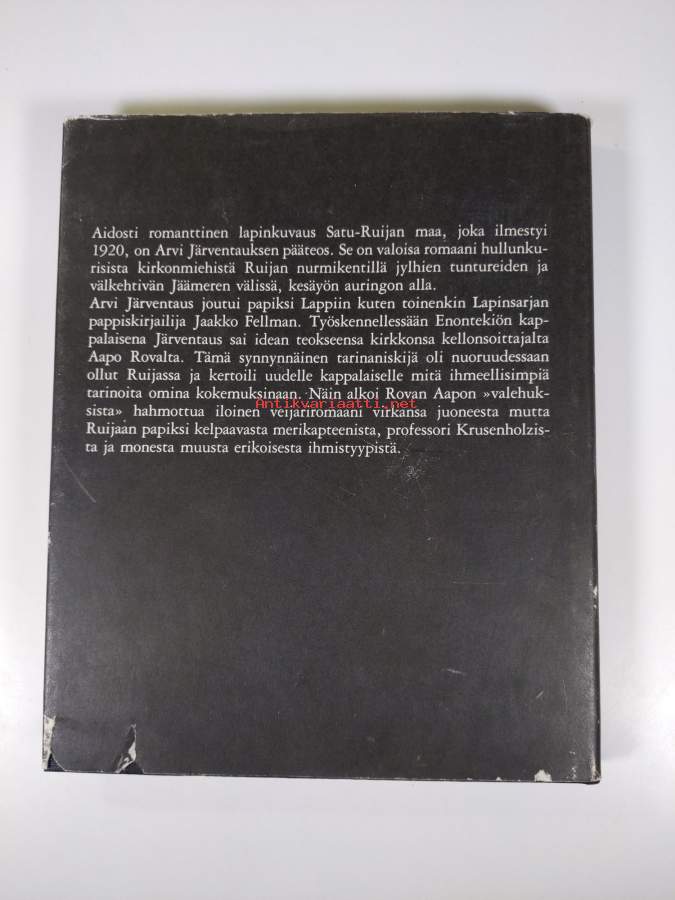 Aidosti romanttinen lapinkuvaus Satu-Ruijan maa, joka ilmestyi
1920, on Arvi Järventauksen pääteos. Se on valoisa romaani hullunku-
risista kirkonmiehistä Ruijan nurmikentillä jylhien tuntureiden ja
välkehtivän Jäämeren välissä, kesäyön auringon alla.
Arvi Järventaus joutui papiksi Lappiin kuten toinenkin Lapinsarjan
pappiskirjailija Jaakko Fellman. Työskennellessään Enontekiön kap-
palaisena Järventaus sai idean teokseensa kirkkonsa kellonsoittajalta
Aapo Rovalta. Tämä synnynnäinen tarinaniskijä oli nuoruudessaan
ollut Ruijassa ja kertoili uudelle kappalaiselle mitä ihmeellisimpiä
tarinoita omina kokemuksinaan. Näin alkoi Rovan Aapon »valehuk-
sista» hahmottua iloinen veijariromaani virkansa juoneesta mutta
Ruijaan papiksi kelpaavasta merikapteenista, professori Krusenholzis-
ta ja monesta muusta erikoisesta ihmistyypistä.
Antikvariaatti.net